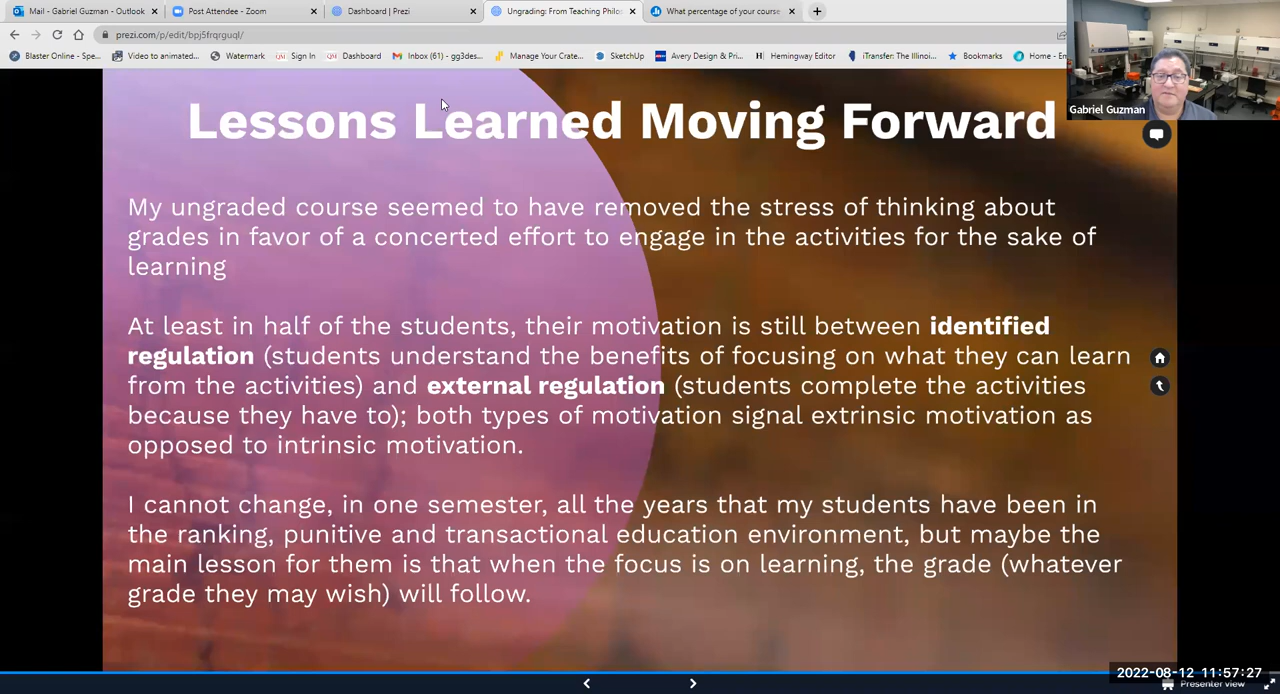 Mail - Gabriel Guzman - Outlook
Post Attendee - Zoom
Dashboard | Prezi
Ungrading: From Teaching Philos
What percentage of your course
prezi.com/p/edit/bpj5frqrguql/
Blaster Online - Spe...
Video to animated...
Watermark
Sign In
Dashboard
Inbox (61) - gg3des...
Manage Your Crate...
SketchUp
Avery Design & Pri...
Hemingway Editor
iTransfer: The Illinoi...
Bookmarks
Home - En
Gabriel Guzman
Lessons Learned Moving Forward
My ungraded course seemed to have removed the stress of thinking about
grades in favor of a concerted effort to engage in the activities for the sake of
learning
At least in half of the students, their motivation is still between identified
regulation (students understand the benefits of focusing on what they can learn
from the activities) and external regulation (students complete the activities
because they have to); both types of motivation signal extrinsic motivation as
opposed to intrinsic motivation.
I cannot change, in one semester, all the years that my students have been in
the ranking, punitive and transactional education environment, but maybe the
main lesson for them is that when the focus is on learning, the grade (whatever
grade they may wish) will follow.
2022-08-12 11:57:27
Presenter view